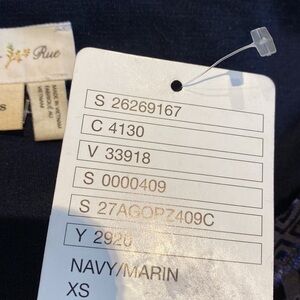 Rue
s
MADE IN VIETNAM
FABRIQUÉ AU
VIETNAM
S 26269167
C 4130
V 33918
S 0000409
S 27AGOPZ409C
Y 2920
NAVY/MARIN
XS